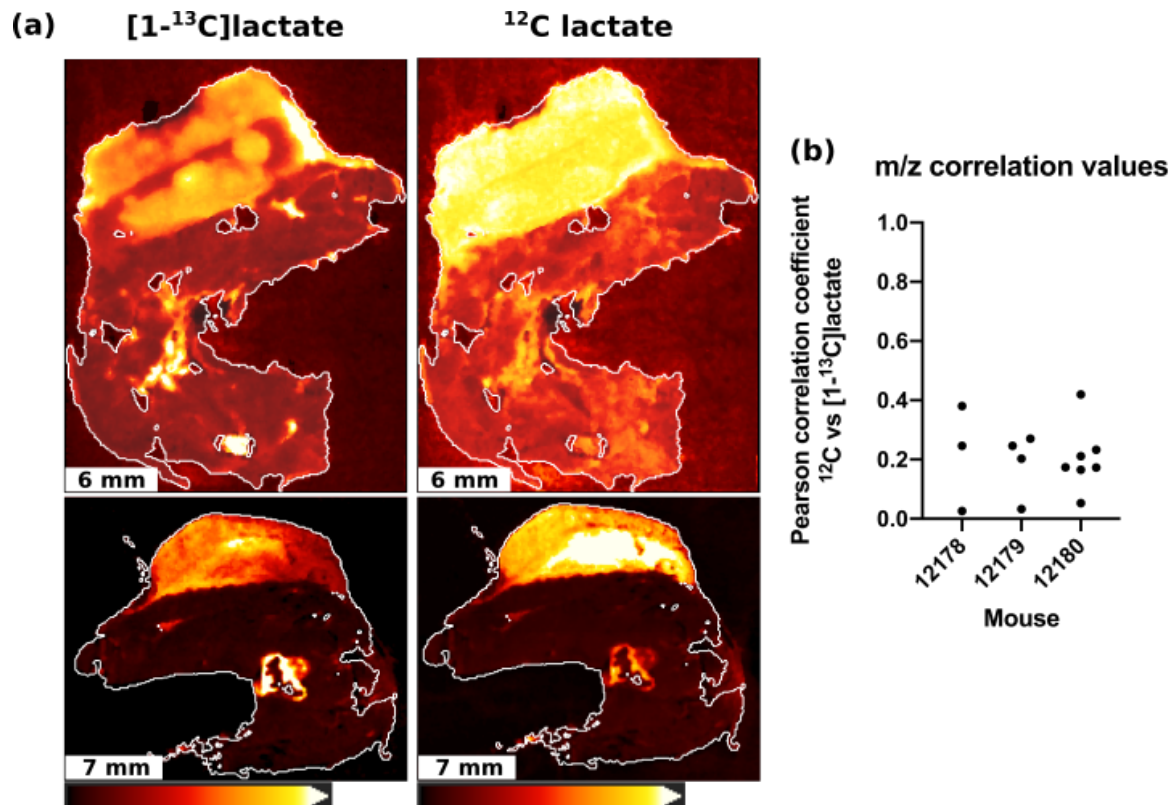 (a)
[1-¹³C]lactate
¹²C lactate
6 mm
6 mm
7 mm
7 mm
(b)
m/z correlation values
Pearson correlation coefficient
¹²C vs [1-¹³C]lactate
1.0
0.8
0.6
0.4
0.2
0.0
12178
12179
12180
Mouse